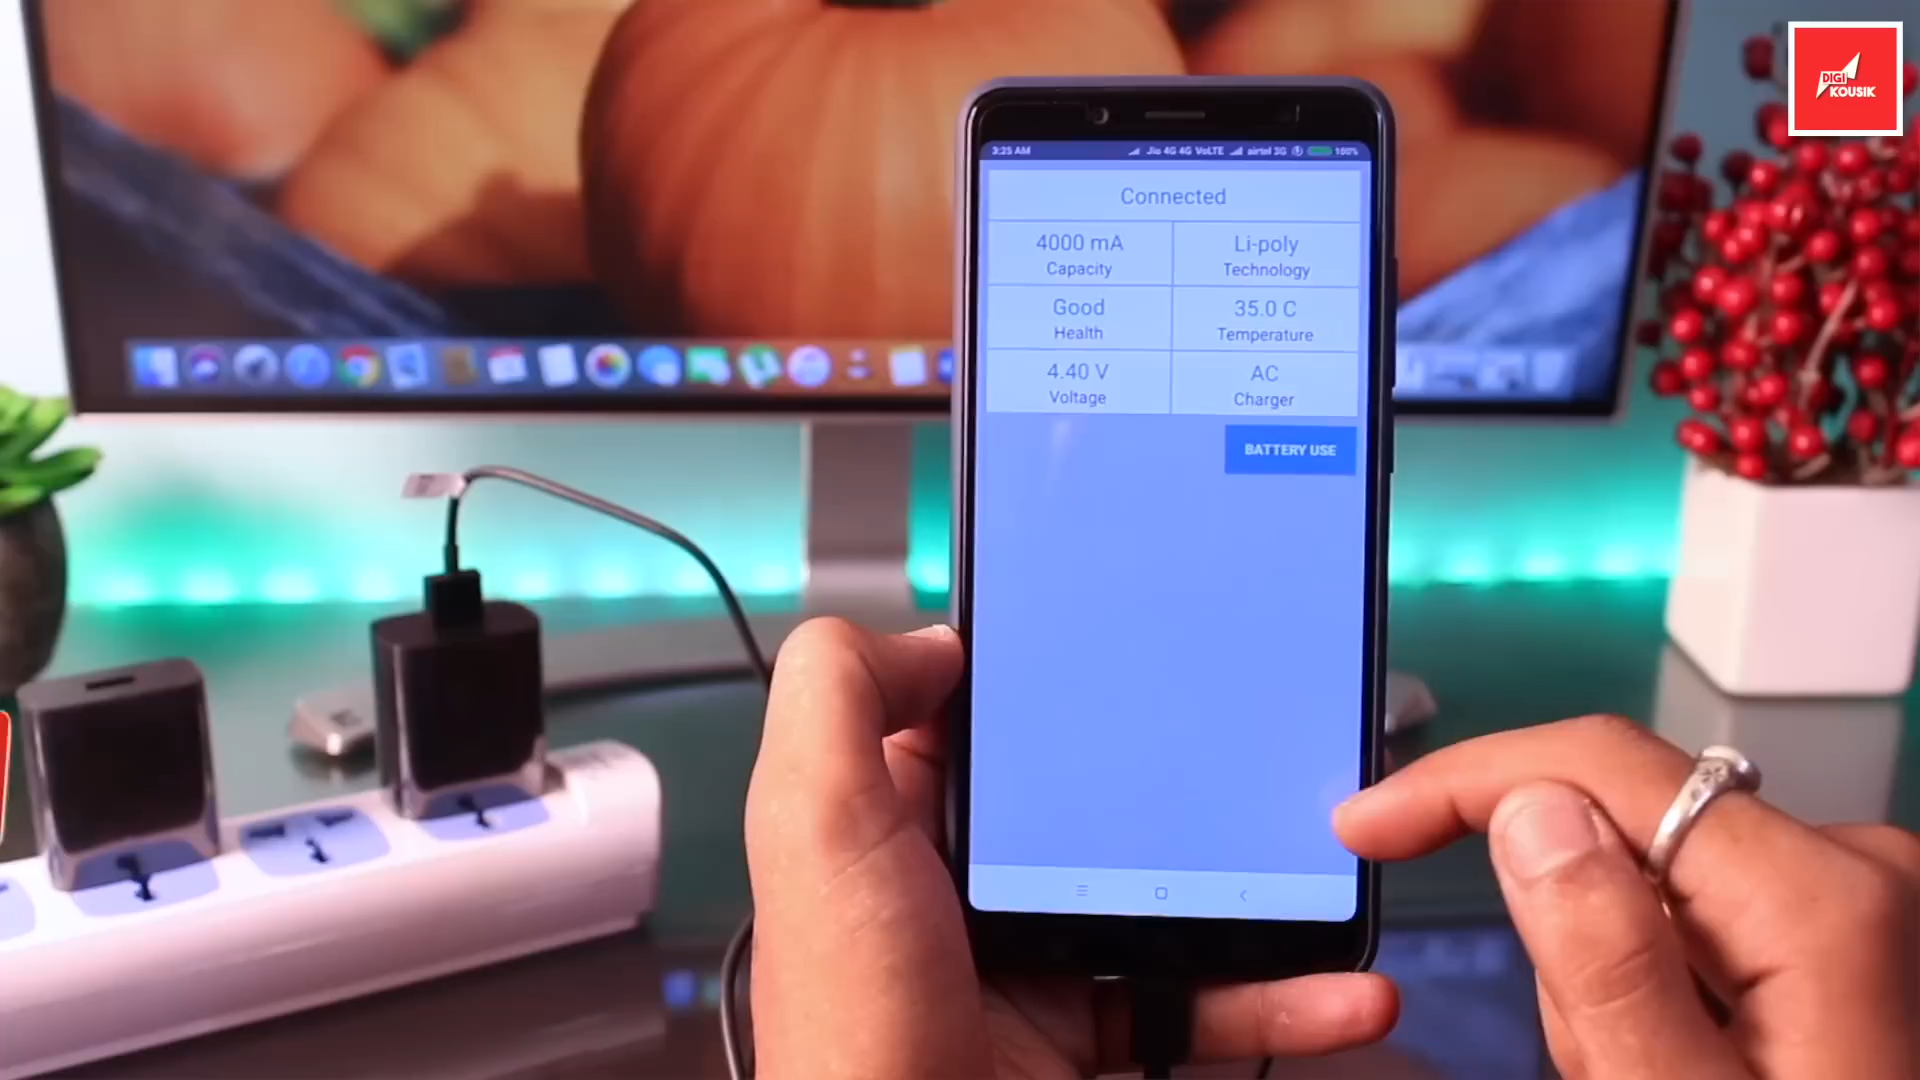 DIGI
KOUSIK
3:25 AM Jio 4G 4G VoLTE airtel 3G 100%
Connected
4000 mA
Capacity
Li-poly
Technology
Good
Health
35.0 C
Temperature
4.40 V
Voltage
AC
Charger
BATTERY USE